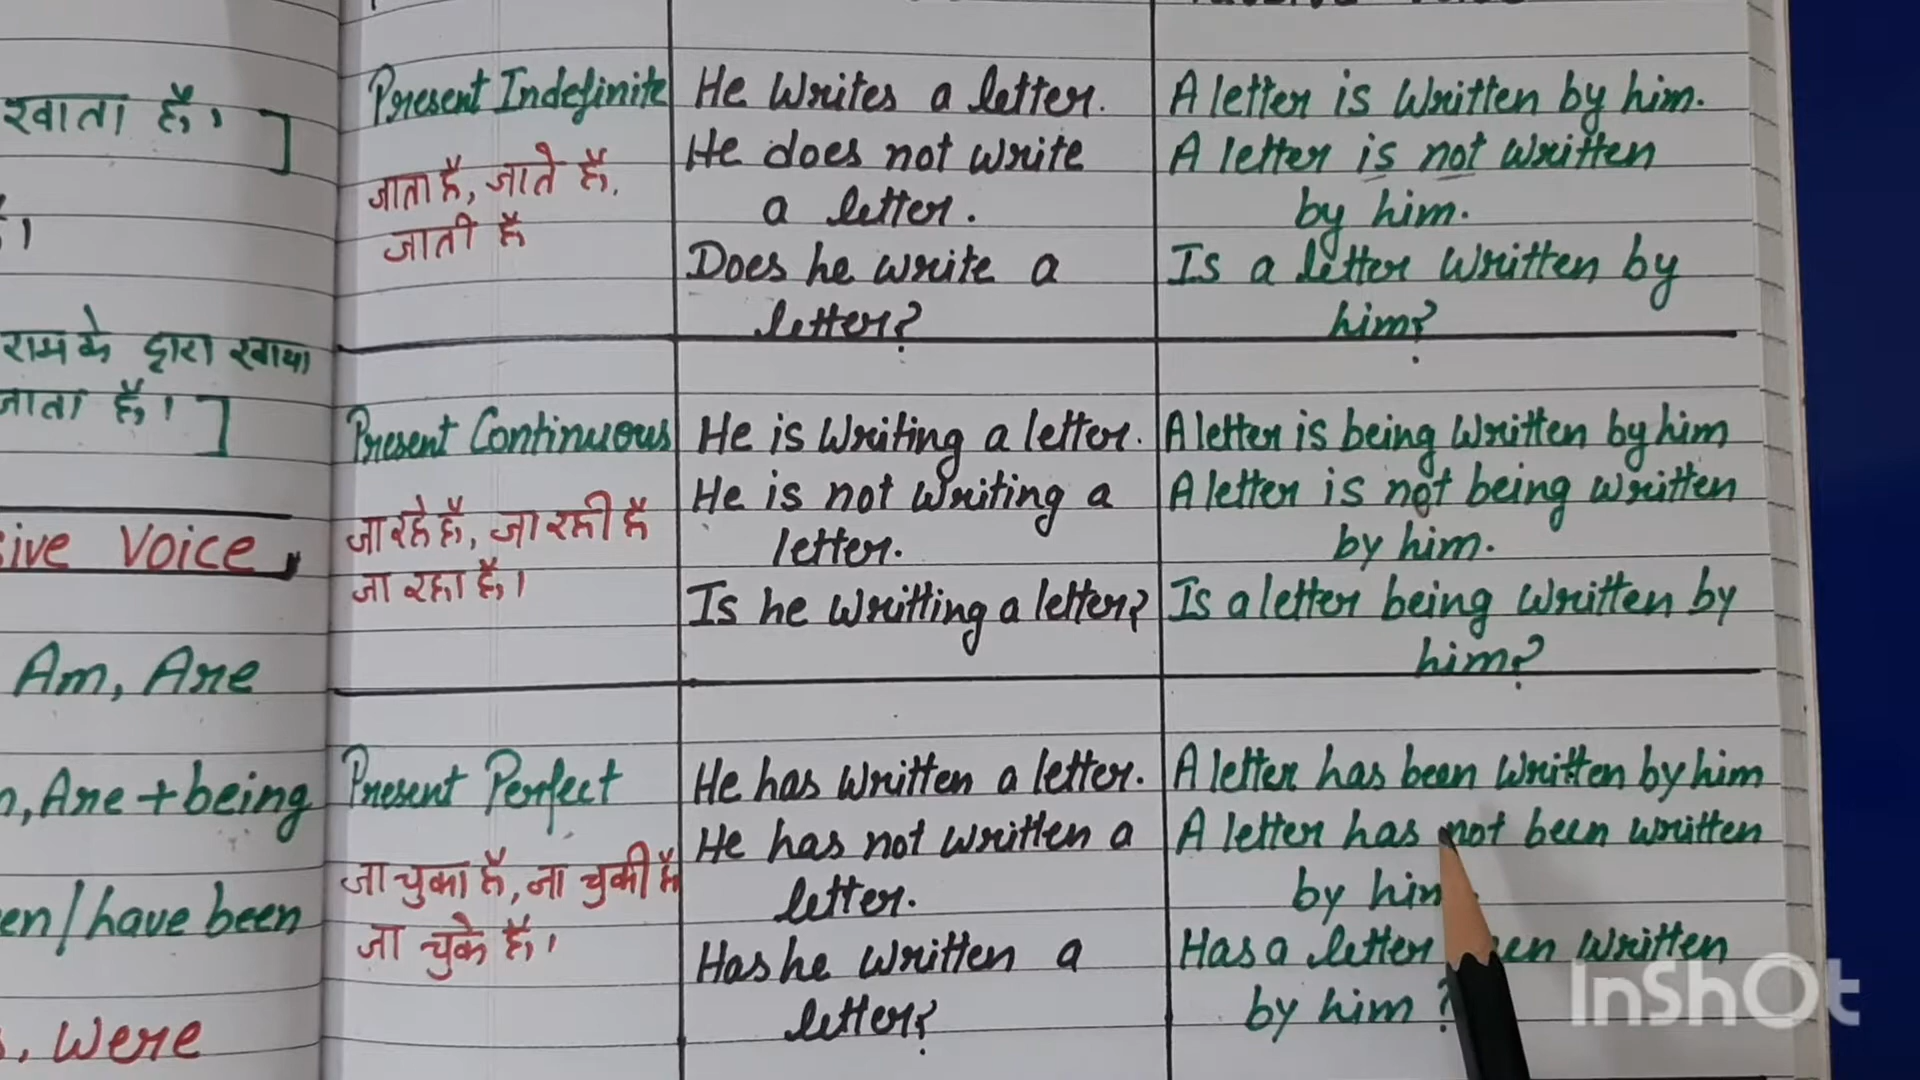 खाता है।]
है।
राम के द्वारा खाया
जाता है।]
sive Voice
Am, Are
, Are + being
en/have been
, Were
Present Indefinite
जाता है, जाते हैं,
जाती है
He writes a letter.
He does not write
a letter.
Does he write a
letter?
A letter is written by him.
A letter is not written
by him.
Is a letter written by
him?
Present Continuous
जा रहे हैं, जा रही है
जा रहा है।
He is writing a letter.
He is not writing a
letter.
Is he writting a letter?
A letter is being written by him
A letter is not being written
by him.
Is a letter being written by
him?
Present Perfect
जा चुका है, जा चुकी है
जा चुके हैं।
He has written a letter.
He has not written a
letter.
Has he written a
letter?
A letter has been written by him
A letter has not been written
by him.
Has a letter been written
by him?
InShOt